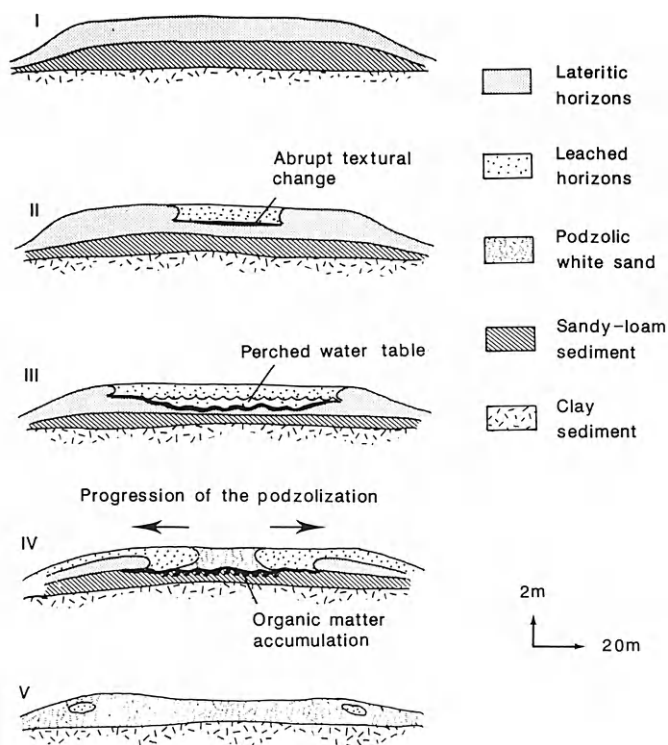 I
Lateritic
horizons
Leached
horizons
Abrupt textural
change
II
Podzolic
white sand
Sandy-loam
sediment
Perched water table
III
Clay
sediment
Progression of the podzolization
IV
2m
20m
Organic matter
accumulation
V